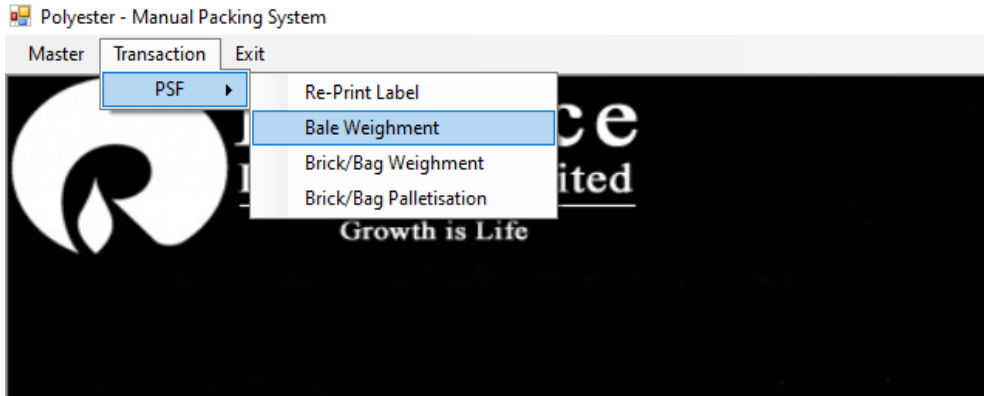 Polyester - Manual Packing System
Master Transaction Exit
PSF
Re-Print Label
Bale Weighment
Brick/Bag Weighment
Brick/Bag Palletisation
Growth is Life